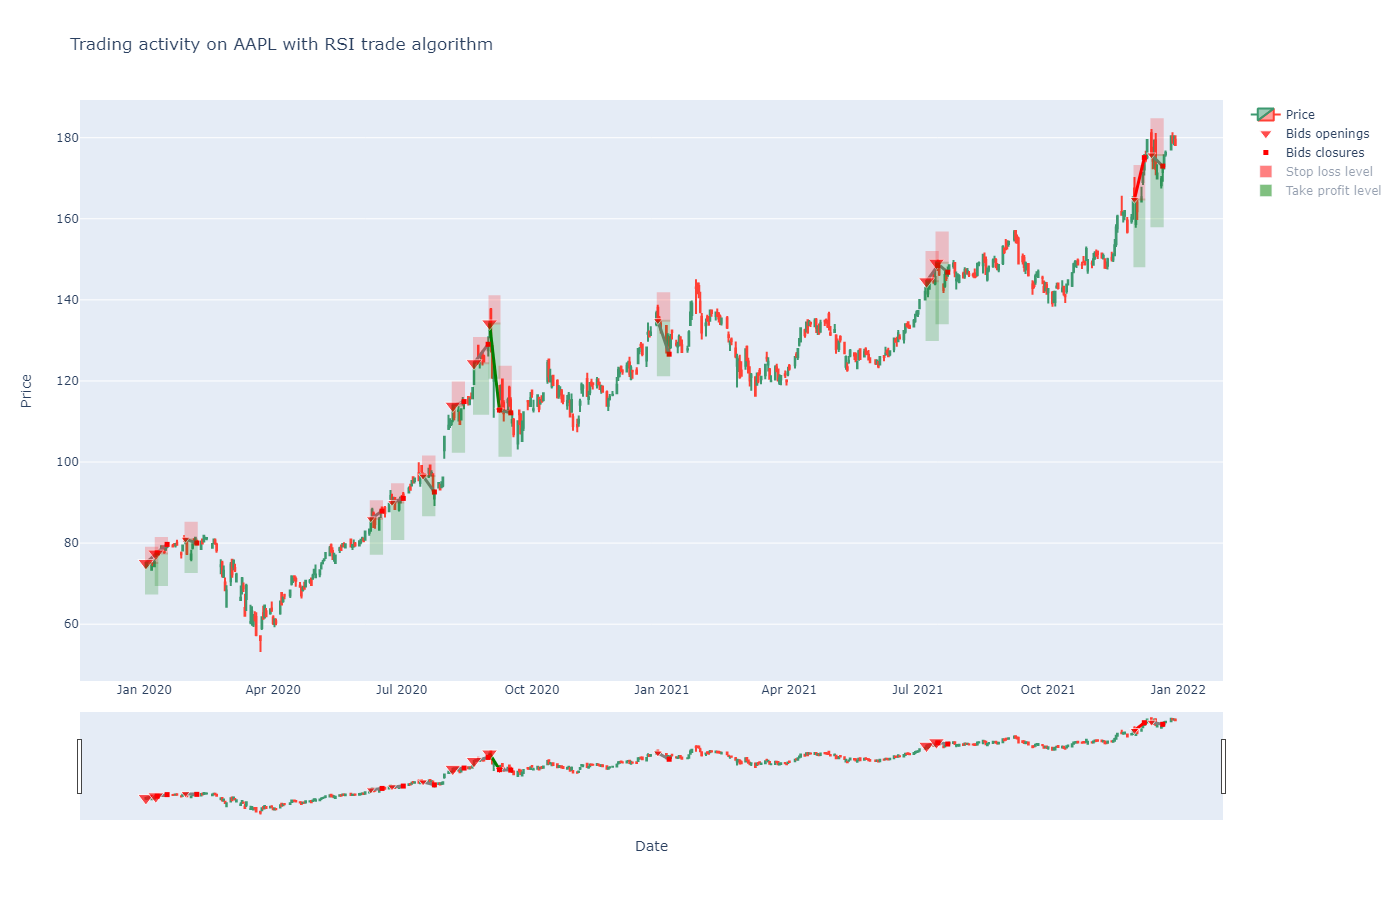 Trading activity on AAPL with RSI trade algorithm
Price
Bids openings
Bids closures
Stop loss level
Take profit level
Price
180
160
140
120
100
80
60
Jan 2020
Apr 2020
Jul 2020
Oct 2020
Jan 2021
Apr 2021
Jul 2021
Oct 2021
Jan 2022
Date